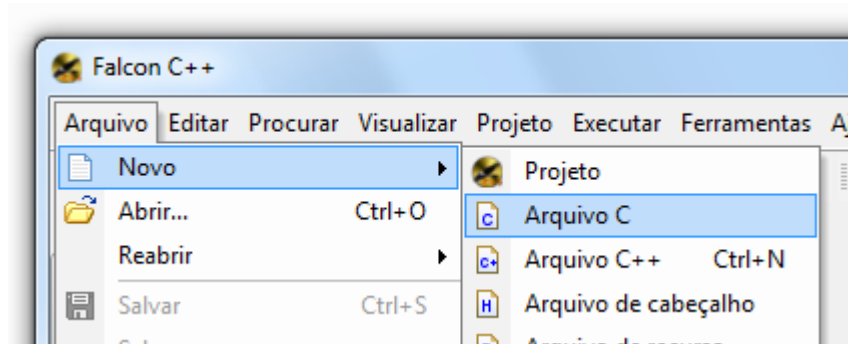 Falcon C++
Arquivo Editar Procurar Visualizar Projeto Executar Ferramentas
Novo
Abrir... Ctrl+O
Reabrir
Salvar Ctrl+S
Projeto
Arquivo C
Arquivo C++ Ctrl+N
Arquivo de cabeçalho